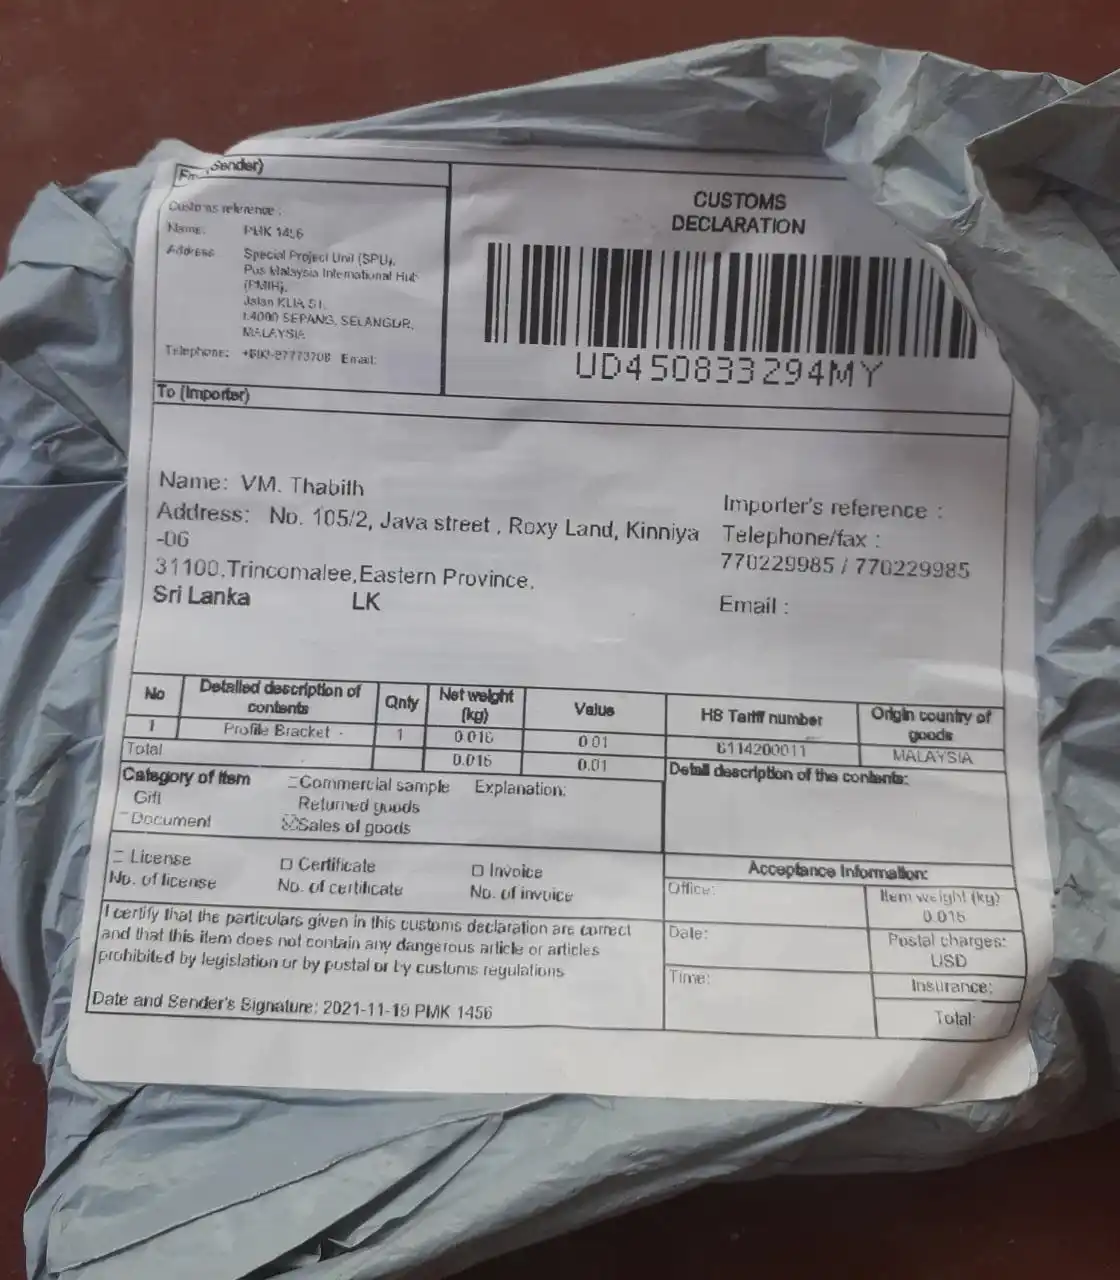 Sender)
Customs reference :
Name: PMK 1456
Address Special Project Unit (SPU),
Pos Malaysia International Hub
(PMIH),
Jalan KLIA S1,
64000 SEPANG, SELANGOR,
MALAYSIA
Telephone: Email:
CUSTOMS
DECLARATION
UD450833294MY
To (Importer)
Name: VM. Thabith
Address: No. 105/2, Java street , Roxy Land, Kinniya
-06
31100,Trincomalee,Eastern Province,
Sri Lanka LK
Importer's reference :
Telephone/fax :
770229985 / 770229985
Email :
No Detailed description of contents Qnty Net weight (kg) Value HS Tariff number Origin country of goods
1 Profile Bracket - 1 0.016 0.01 6114200011 MALAYSIA
Total 0.016 0.01
Category of Item Commercial sample Explanation:
Gift Returned goods
Document Sales of goods
Detail description of the contents:
License Certificate Invoice
No. of license No. of certificate No. of invoice
I certify that the particulars given in this customs declaration are correct
and that this item does not contain any dangerous article or articles
prohibited by legislation or by postal or by customs regulations
Date and Sender's Signature: 2021-11-19 PMK 1456
Acceptance Information:
Office: Item weight (kg)
0.016
Date: Postal charges:
USD
Time: Insurance:
Total: